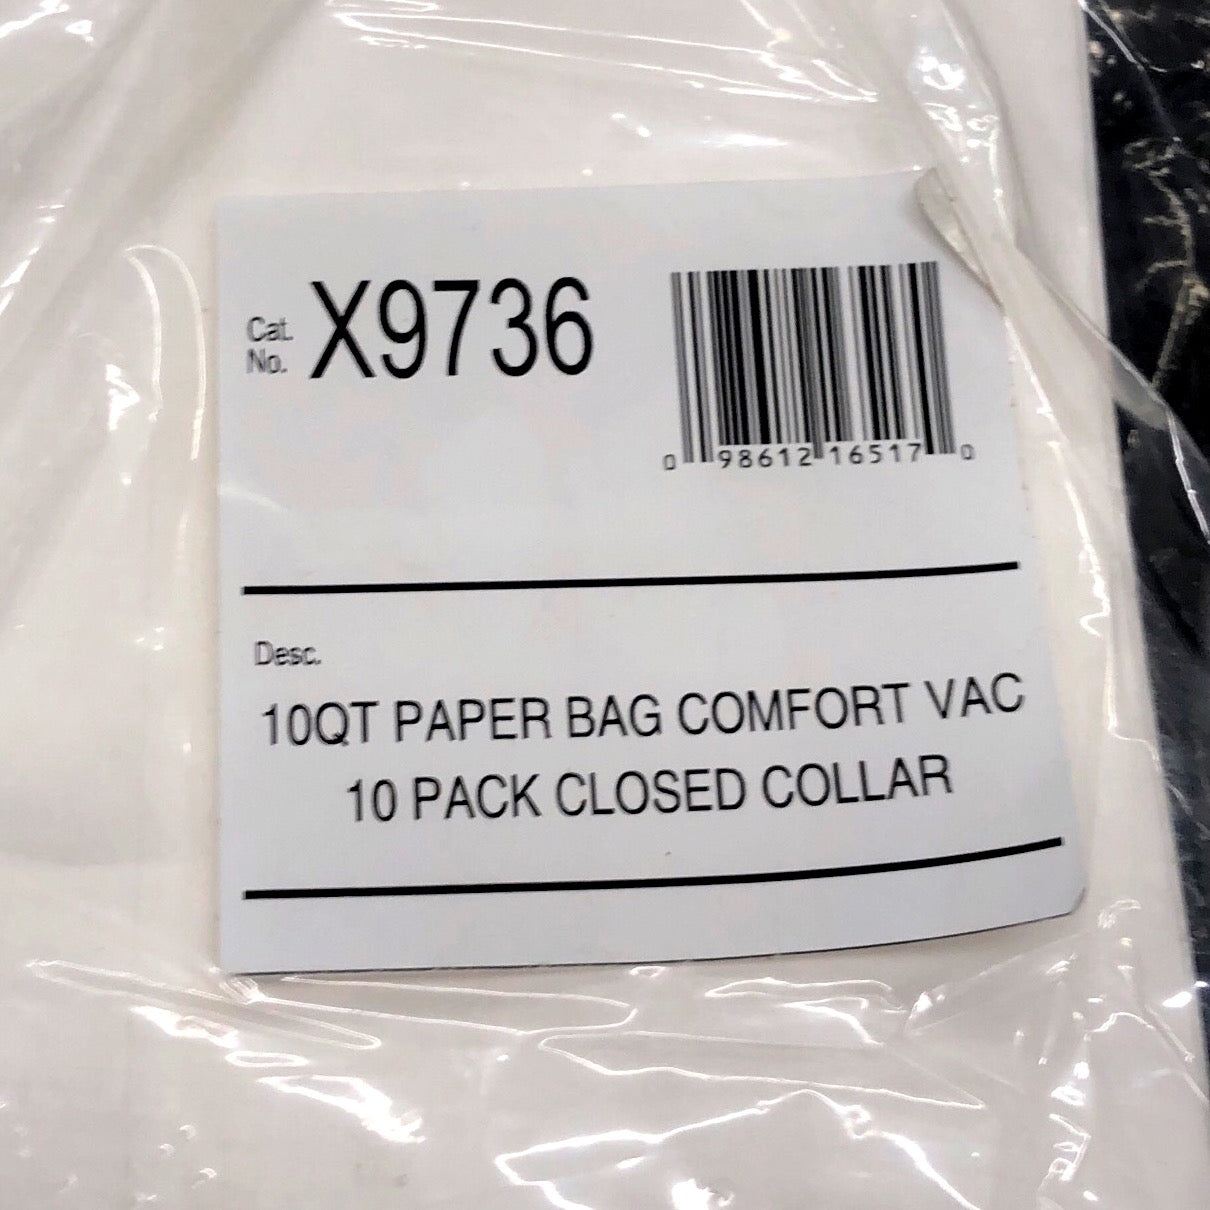 Cat. No. X9736
0 98612 16517 0
Desc.
10QT PAPER BAG COMFORT VAC
10 PACK CLOSED COLLAR